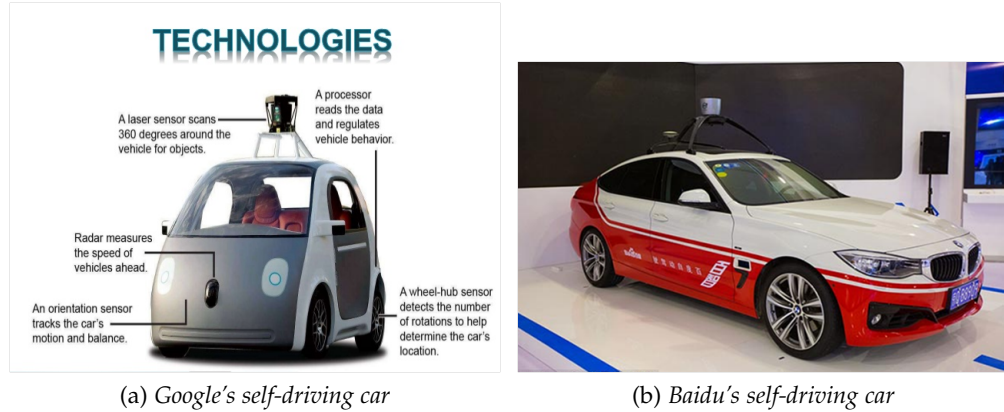 TECHNOLOGIES
A laser sensor scans
360 degrees around the
vehicle for objects.
A processor
reads the data
and regulates
vehicle behavior.
Radar measures
the speed of
vehicles ahead.
An orientation sensor
tracks the car's
motion and balance.
A wheel-hub sensor
detects the number
of rotations to help
determine the car's
location.
(a) Google's self-driving car
(b) Baidu's self-driving car